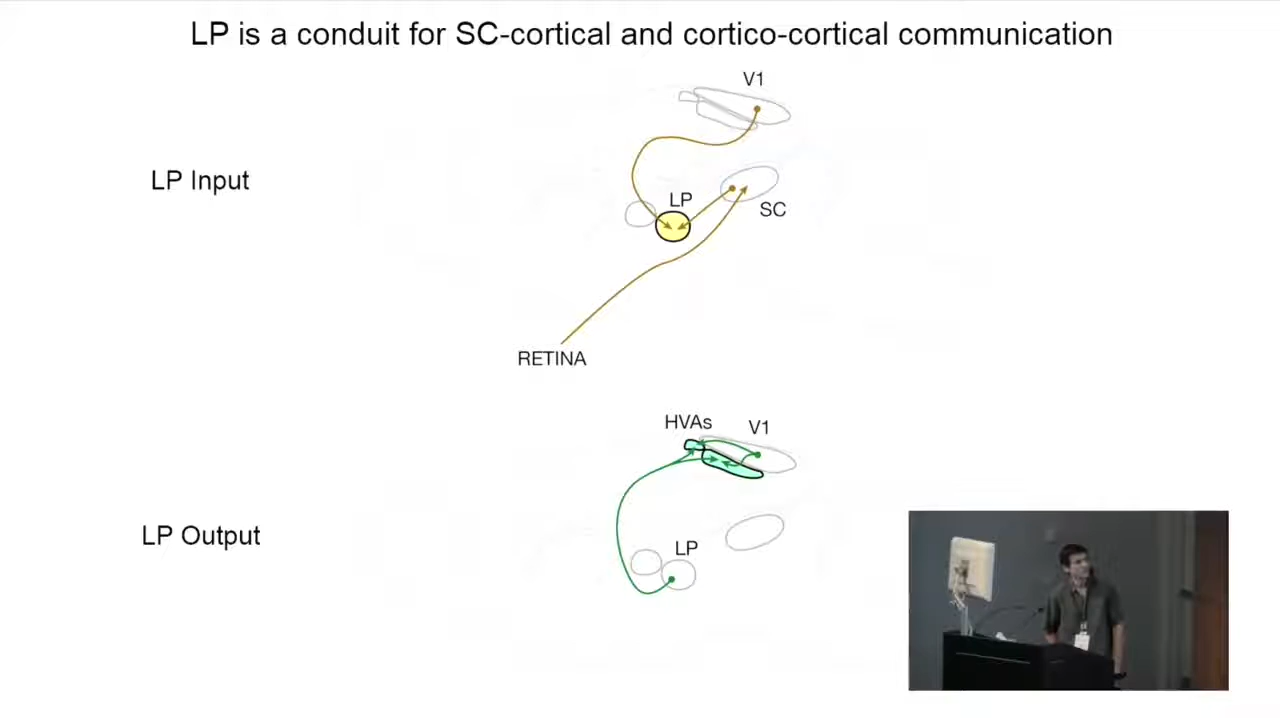 LP is a conduit for SC-cortical and cortico-cortical communication
V1
LP Input
LP
SC
RETINA
HVAs
V1
LP Output
LP